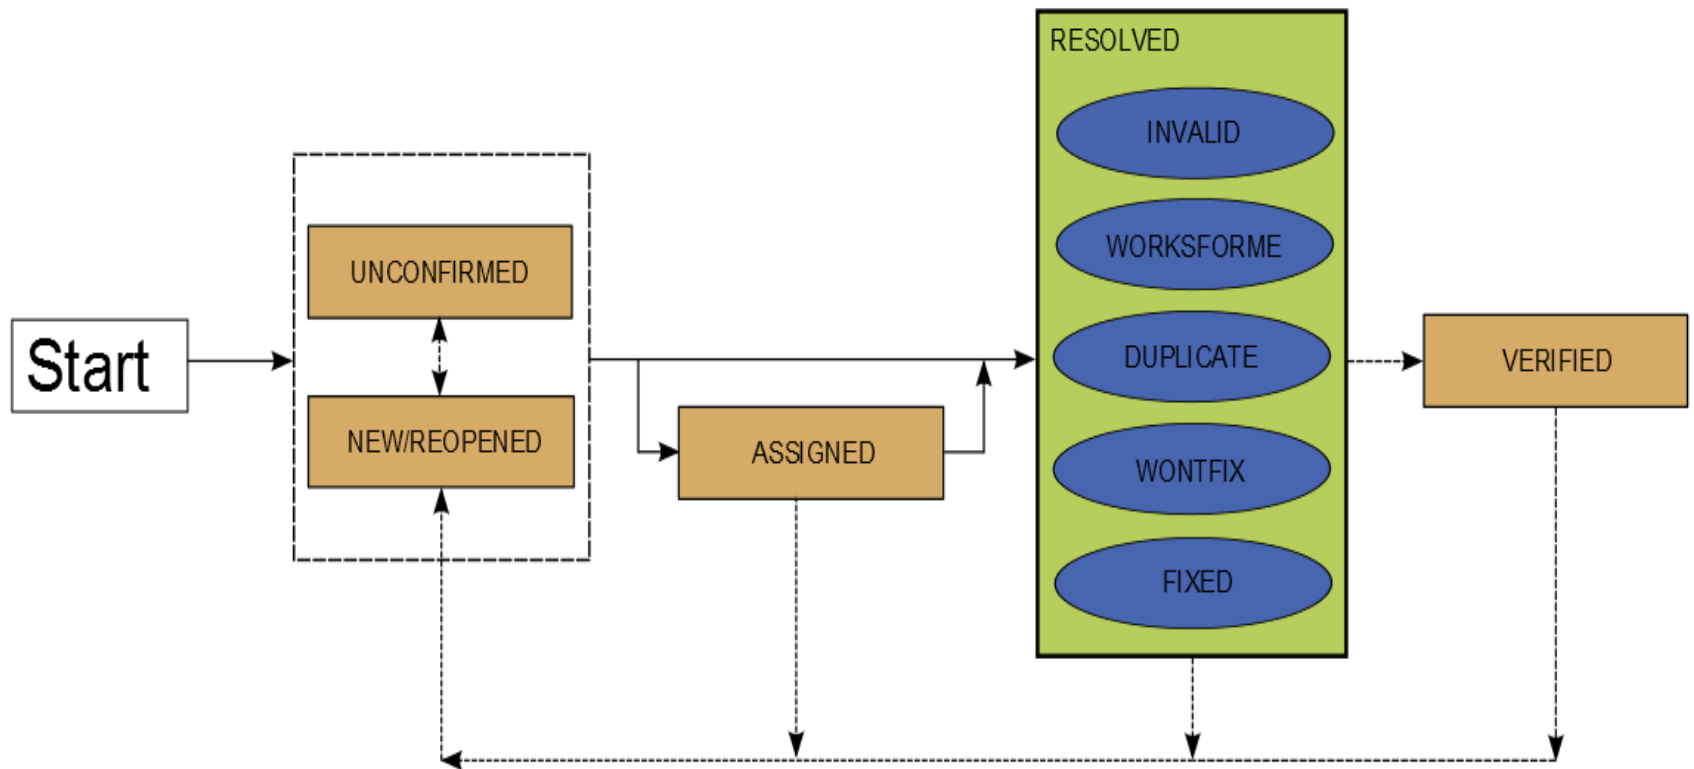 Start
UNCONFIRMED
NEW/REOPENED
ASSIGNED
RESOLVED
INVALID
WORKSFORME
DUPLICATE
WONTFIX
FIXED
VERIFIED